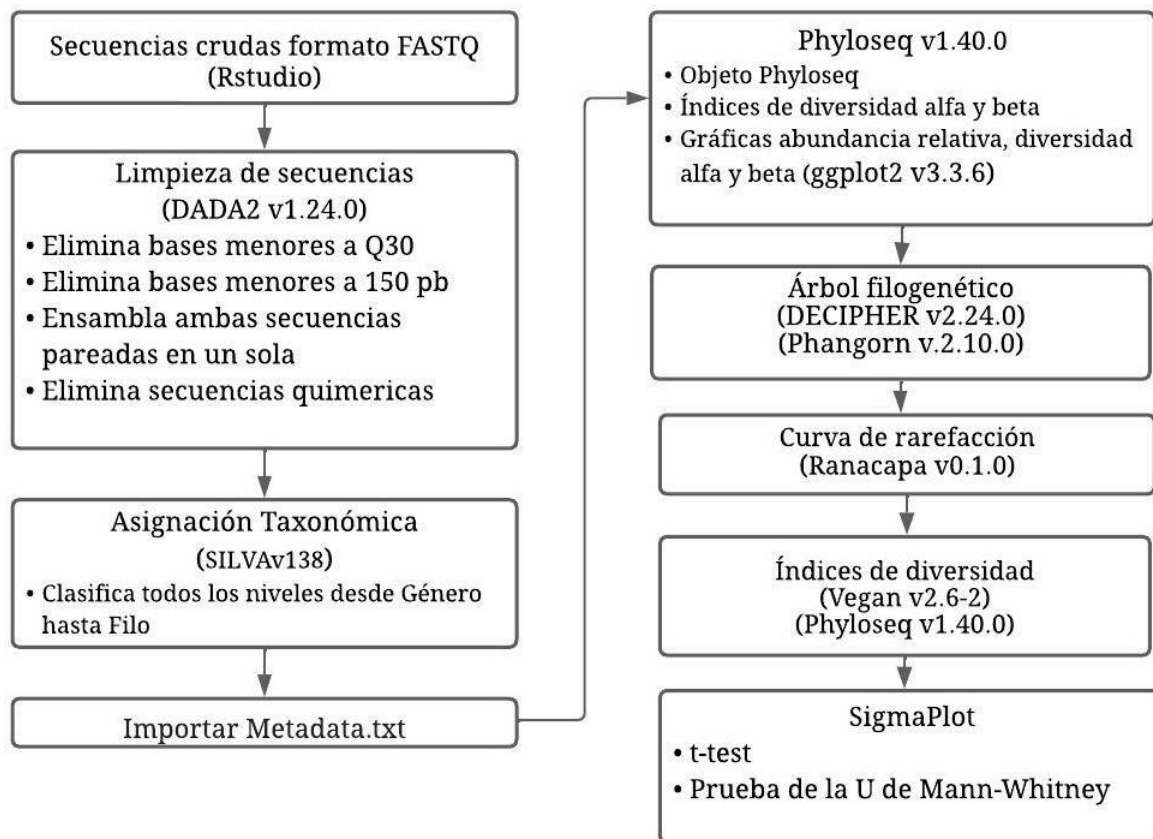 Secuencias crudas formato FASTQ
(Rstudio)
Limpieza de secuencias
(DADA2 v1.24.0)
• Elimina bases menores a Q30
• Elimina bases menores a 150 pb
• Ensambla ambas secuencias
pareadas en un sola
• Elimina secuencias quimericas
Asignación Taxonómica
(SILVAv138)
• Clasifica todos los niveles desde Género
hasta Filo
Importar Metadata.txt
Phyloseq v1.40.0
• Objeto Phyloseq
• Índices de diversidad alfa y beta
• Gráficas abundancia relativa, diversidad
alfa y beta (ggplot2 v3.3.6)
Árbol filogenético
(DECIPHER v2.24.0)
(Phangorn v.2.10.0)
Curva de rarefacción
(Ranacapa v0.1.0)
Índices de diversidad
(Vegan v2.6-2)
(Phyloseq v1.40.0)
SigmaPlot
• t-test
• Prueba de la U de Mann-Whitney